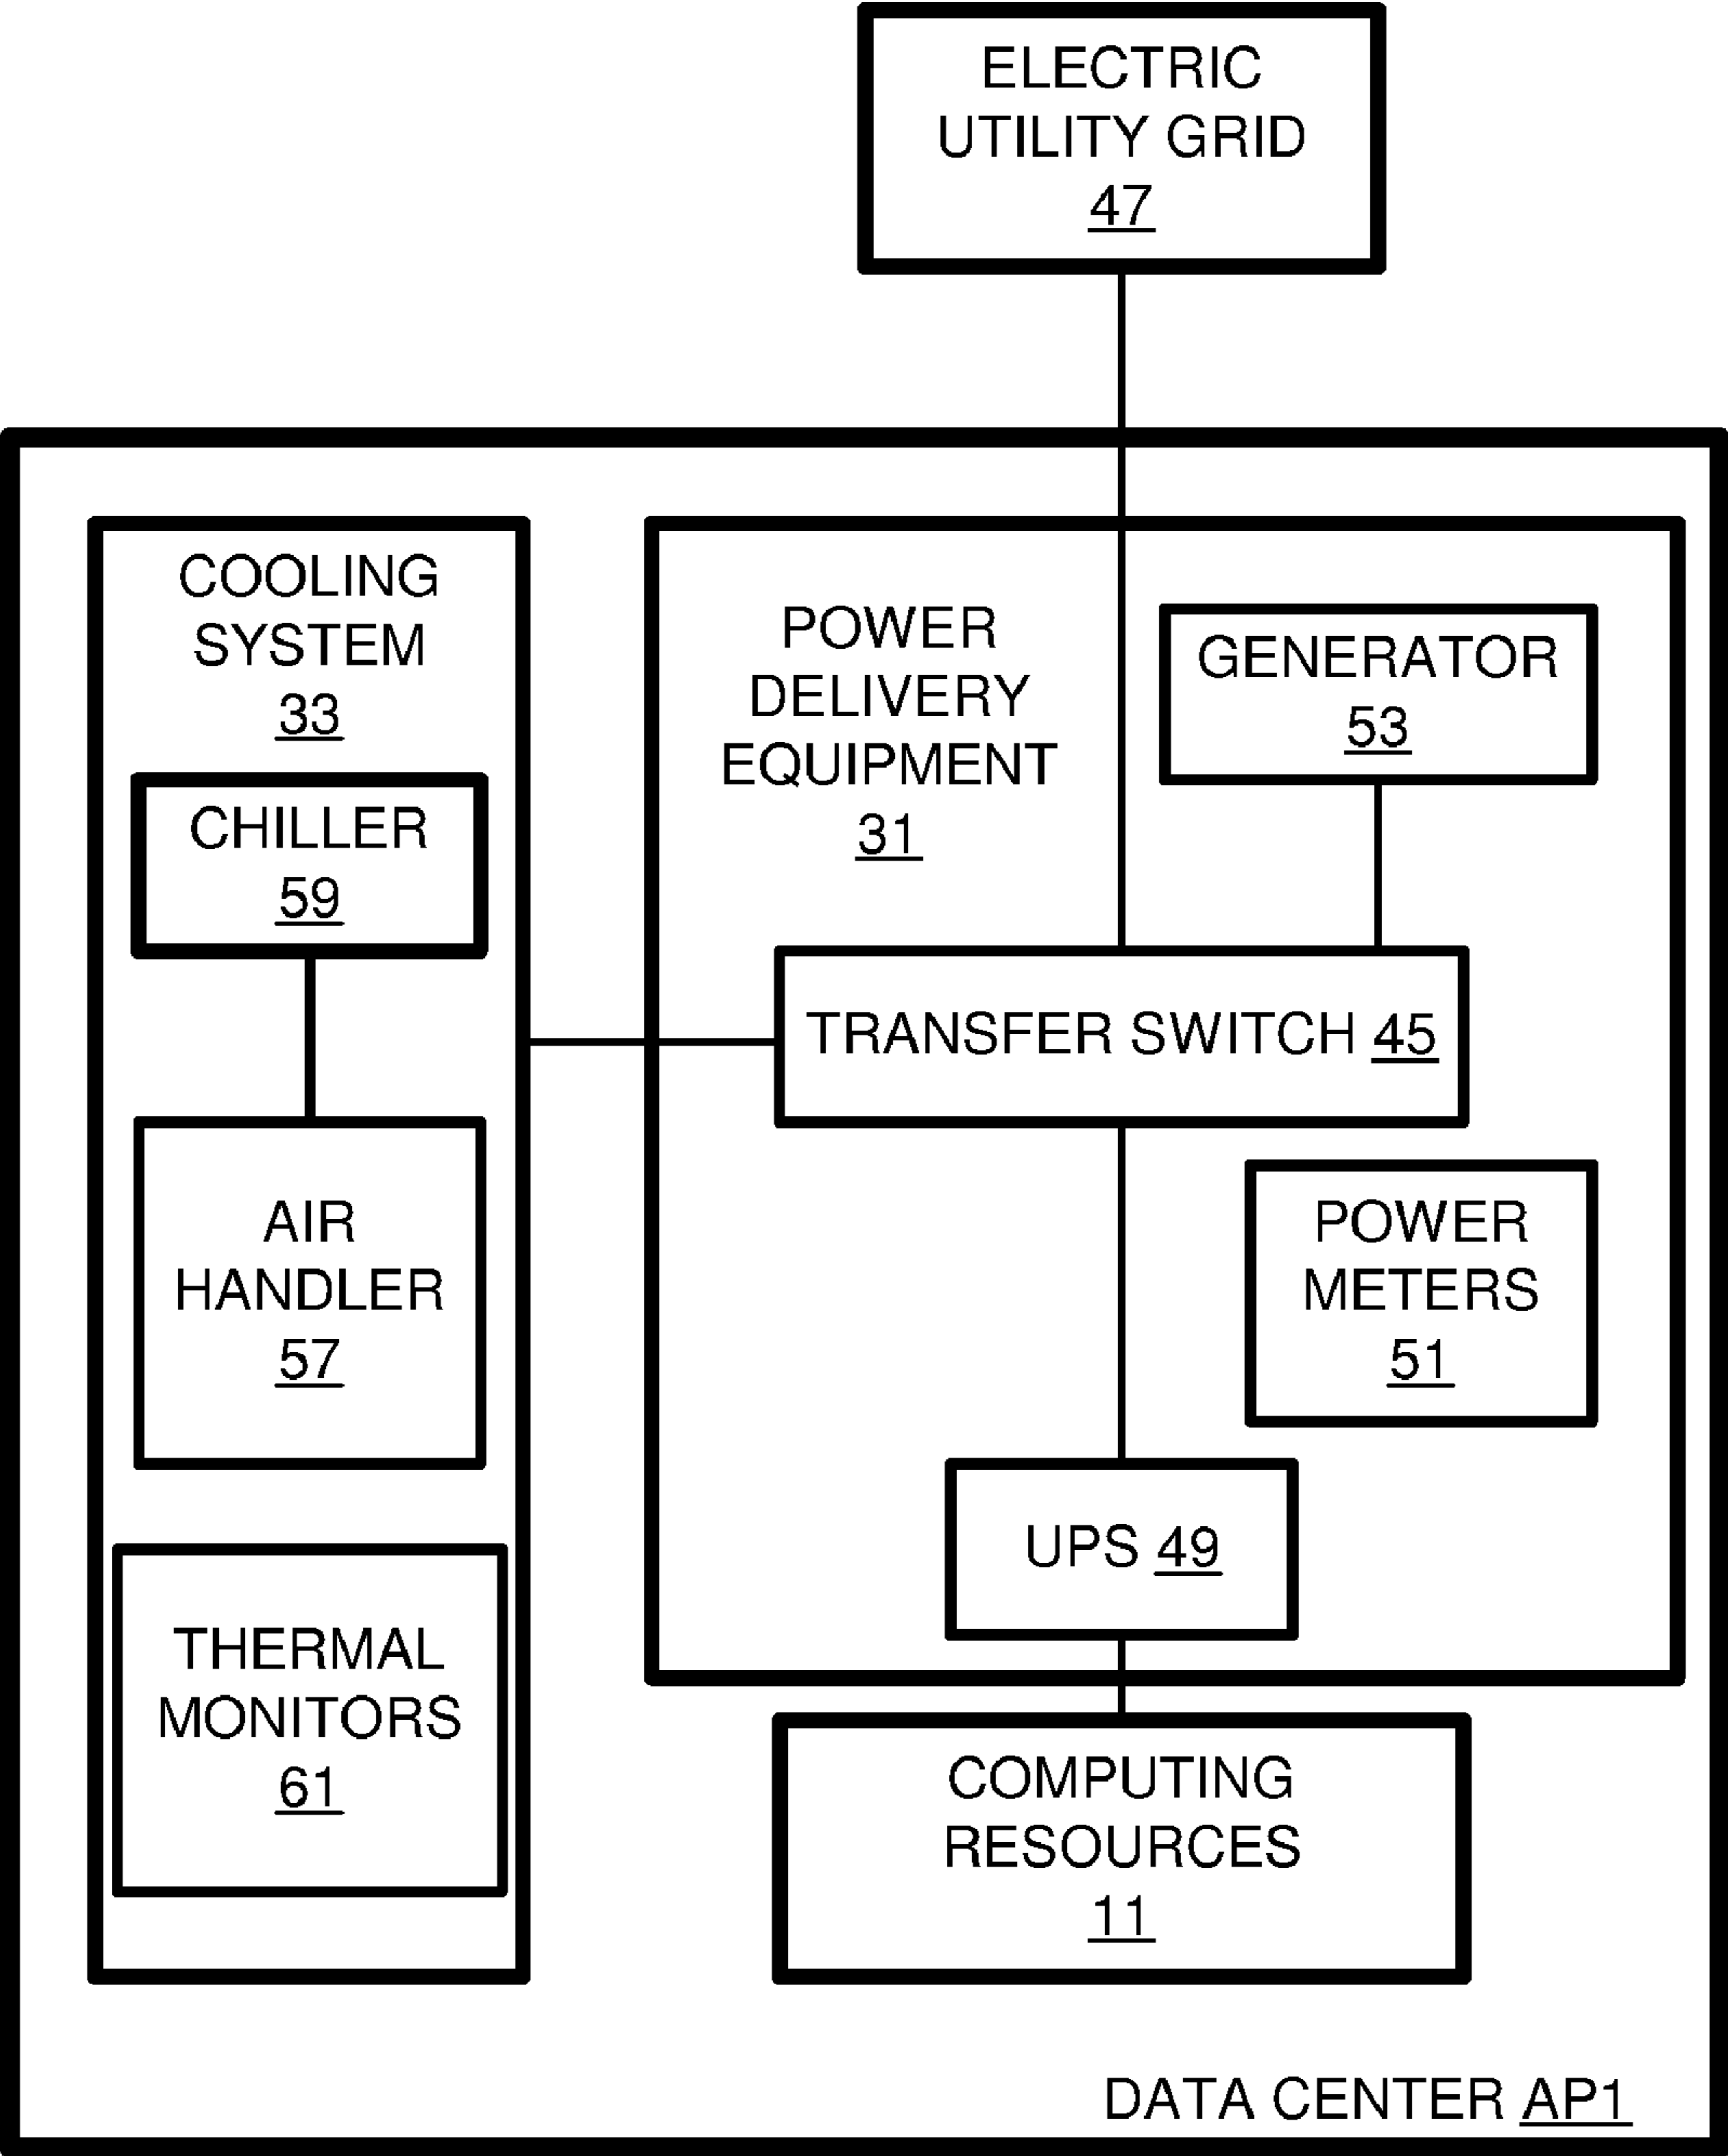 ELECTRIC
UTILITY GRID
47
COOLING
SYSTEM
33
CHILLER
59
AIR
HANDLER
57
THERMAL
MONITORS
61
POWER
DELIVERY
EQUIPMENT
31
GENERATOR
53
TRANSFER SWITCH 45
POWER
METERS
51
UPS 49
COMPUTING
RESOURCES
11
DATA CENTER AP1